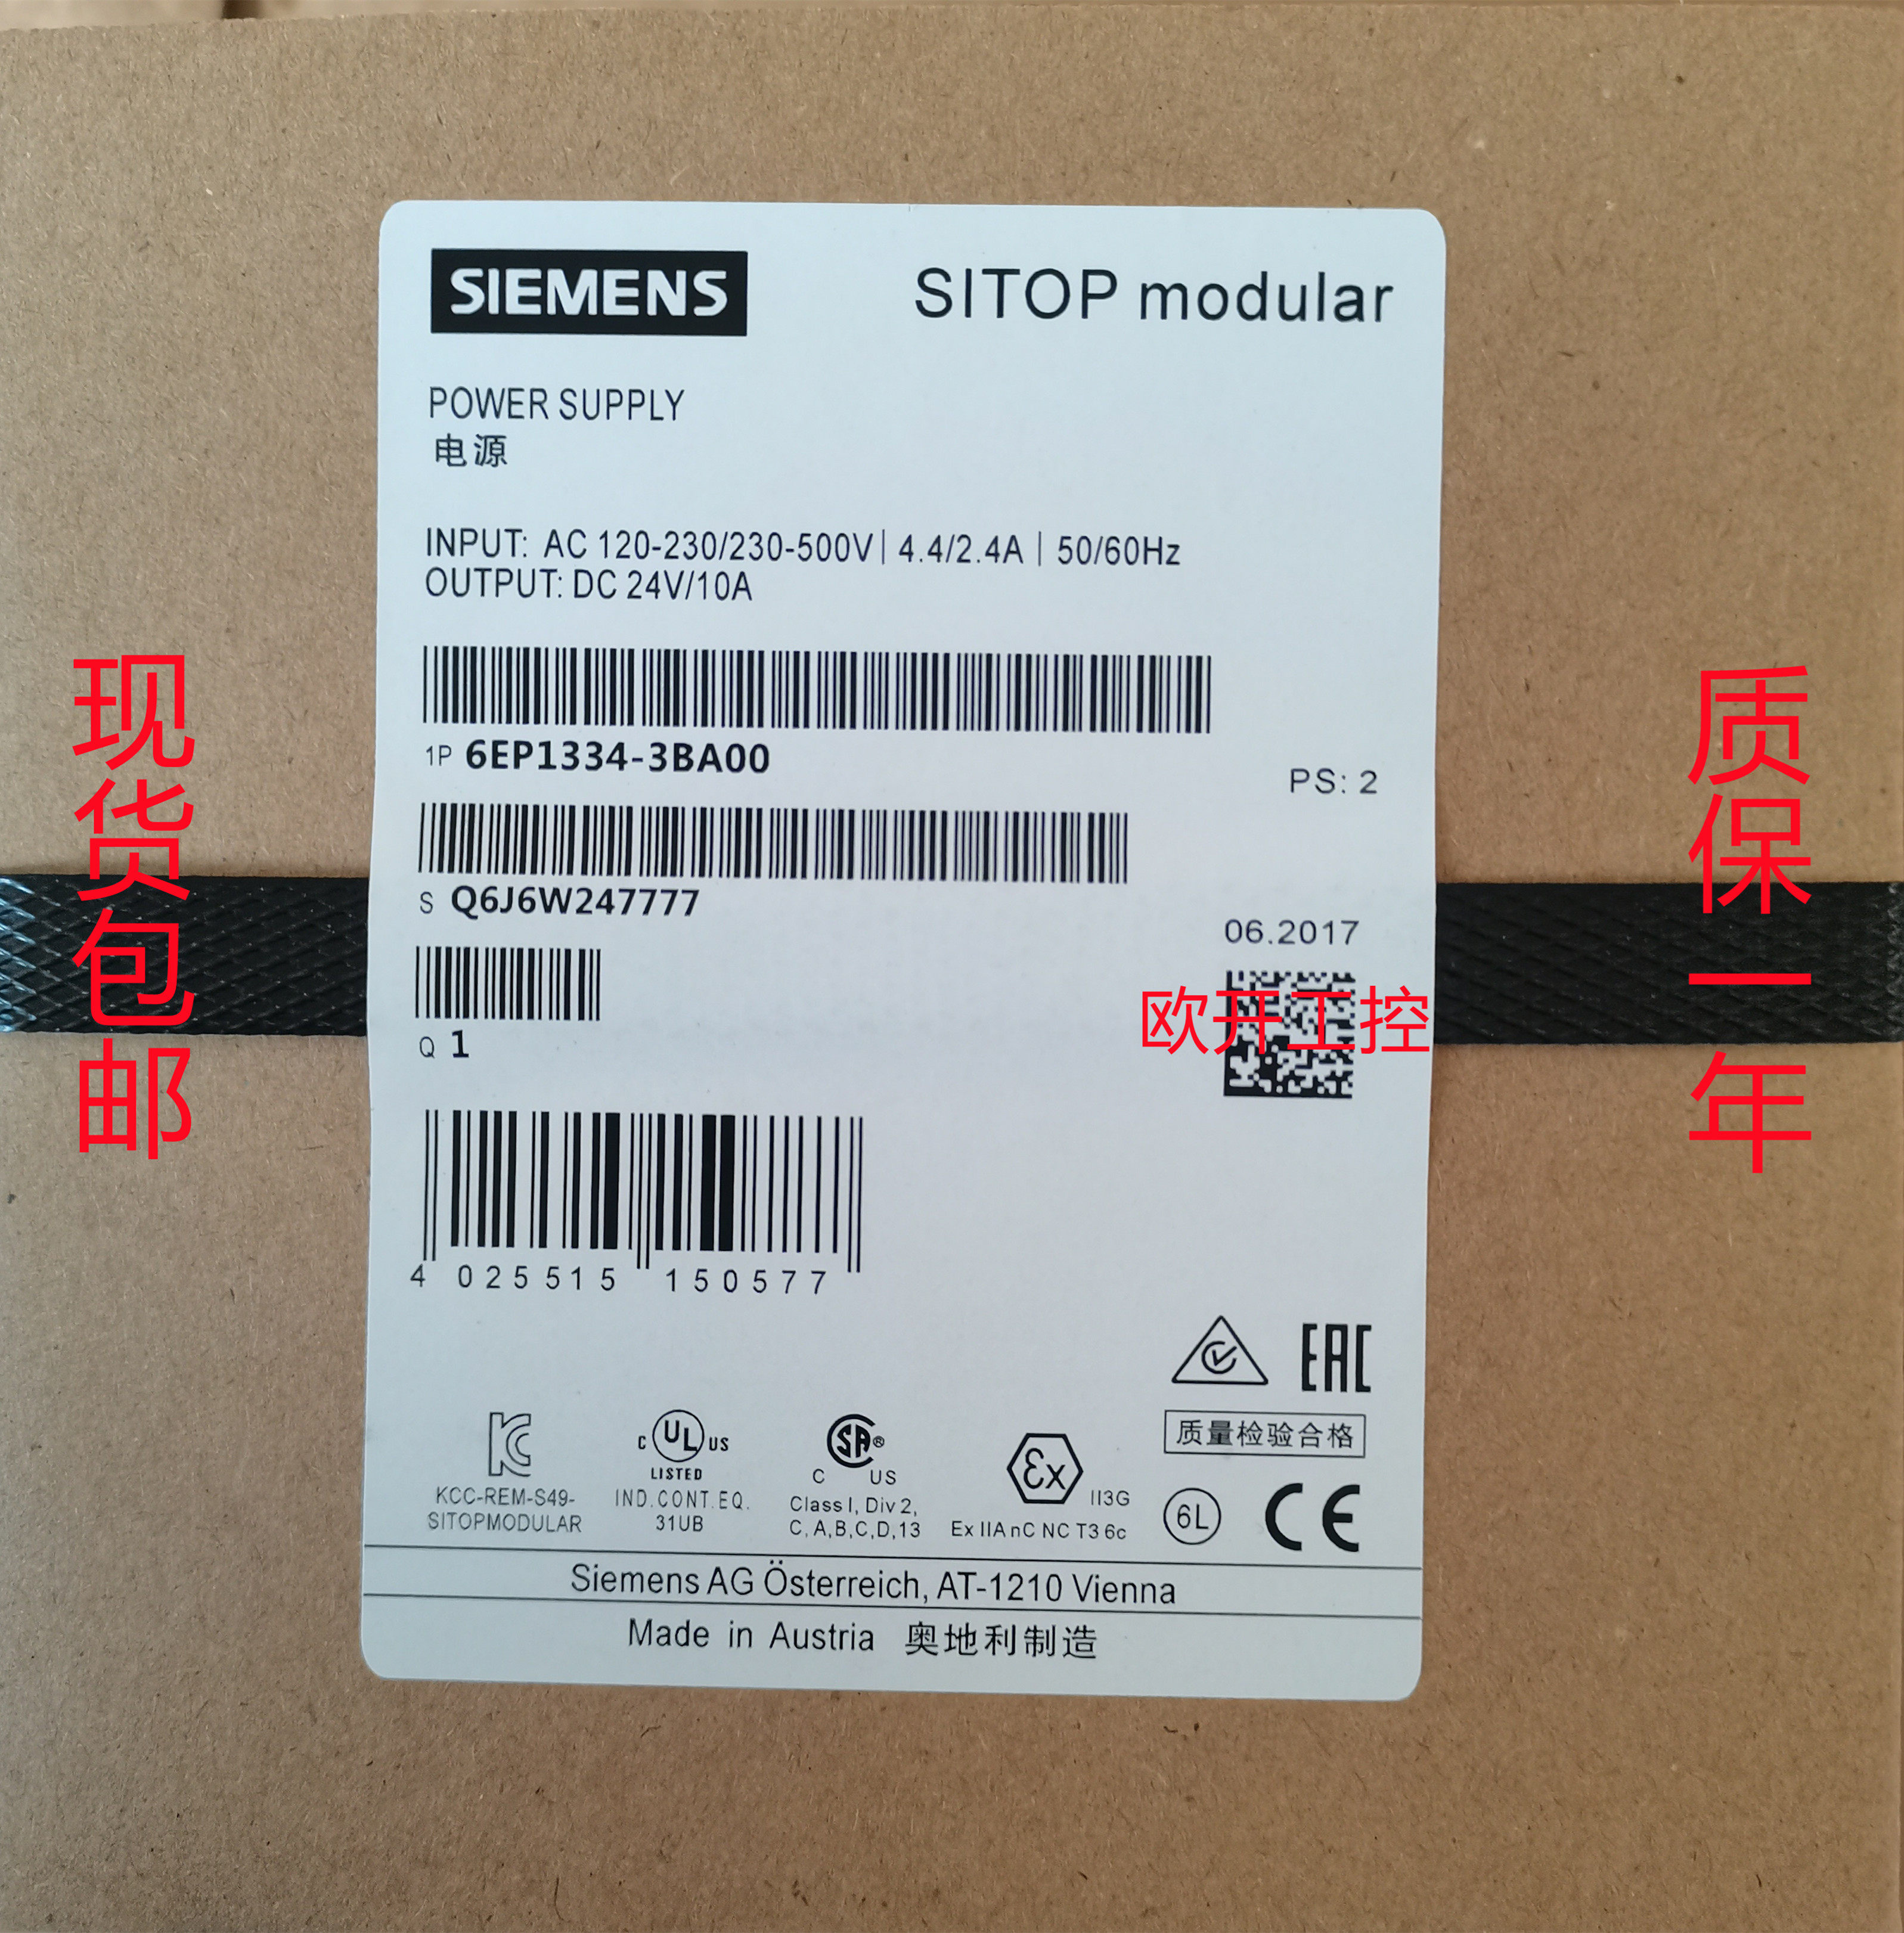 SIEMENS
SITOP modular
POWER SUPPLY
电源
INPUT: AC 120-230/230-500V | 4.4/2.4A | 50/60Hz
OUTPUT: DC 24V/10A
1P 6EP1334-3BA00
PS: 2
S Q6J6W247777
06.2017
Q 1
欧开工控
现货包邮
质保一年
4 025515 150577
EAC
质量检验合格
KC
KCC-REM-S49-
SITOPMODULAR
C UL US
LISTED
IND.CONT.EQ.
31UB
SA®
C US
Class I, Div 2,
C, A,B,C,D,13
Ex II3G
Ex IIA nC NC T3 6c
6L
CE
Siemens AG Österreich, AT-1210 Vienna
Made in Austria 奥地利制造